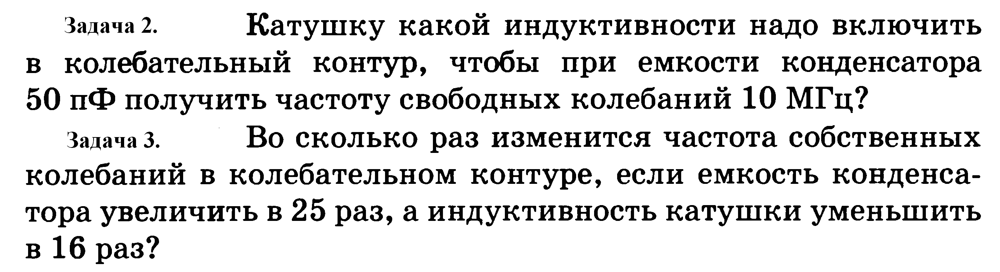 Задача 2. Катушку какой индуктивности надо включить
в колебательный контур, чтобы при емкости конденсатора
50 пФ получить частоту свободных колебаний 10 МГц?
Задача 3. Во сколько раз изменится частота собственных
колебаний в колебательном контуре, если емкость конденса-
тора увеличить в 25 раз, а индуктивность катушки уменьшить
в 16 раз?